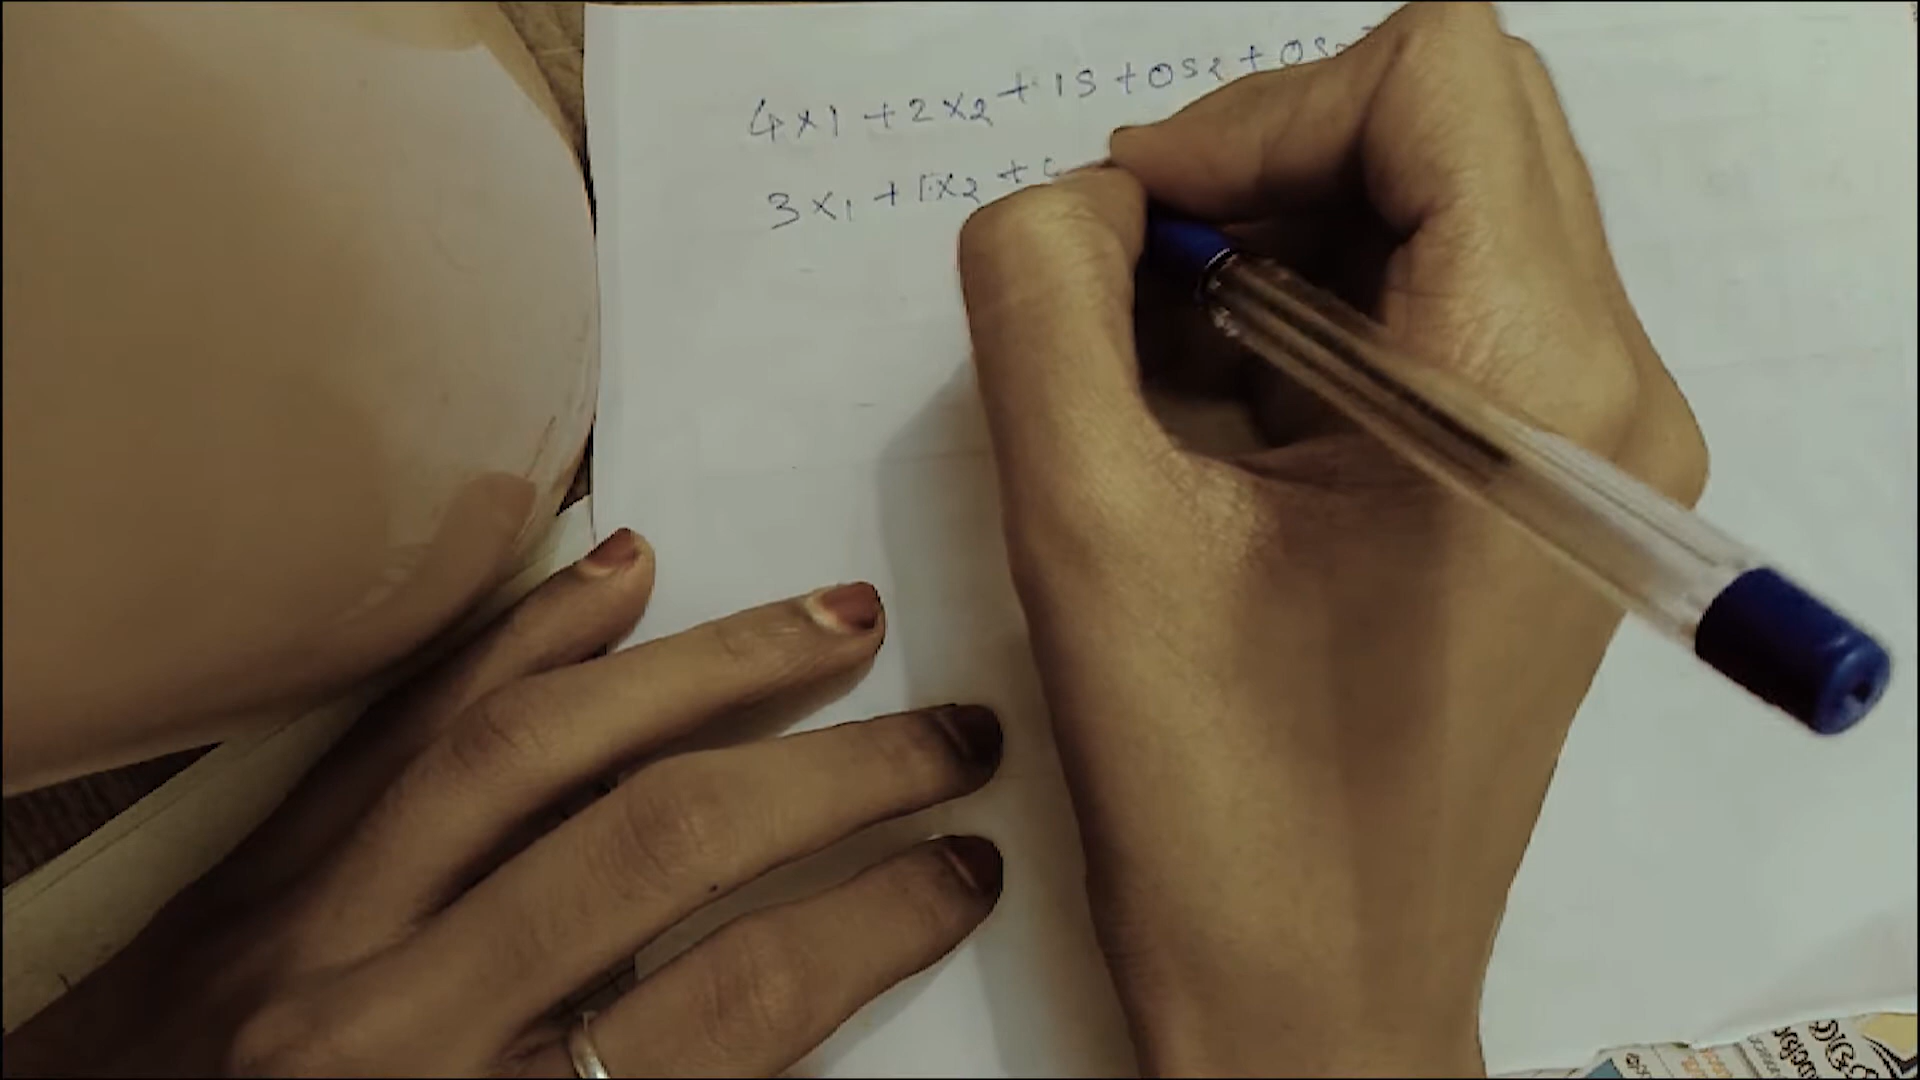 4x1 + 2x2 + 1s + 0s2 + 0s
3x1 + 1x2 +